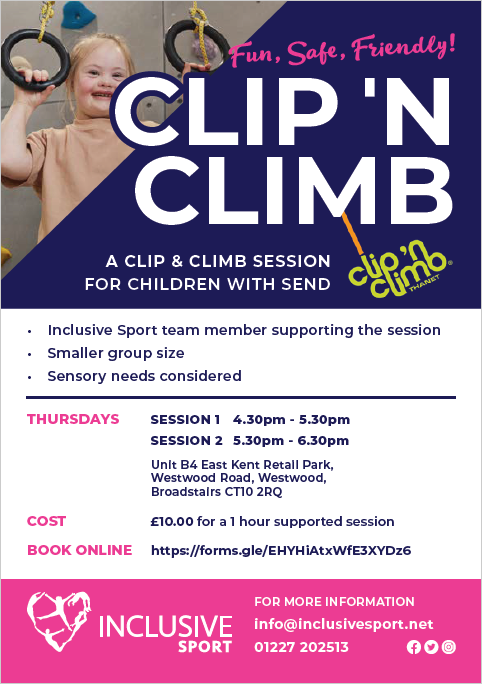 Fun, Safe, Friendly!
CLIP 'N
CLIMB
A CLIP & CLIMB SESSION
FOR CHILDREN WITH SEND
clip 'n
climb®
THANET
• Inclusive Sport team member supporting the session
• Smaller group size
• Sensory needs considered
THURSDAYS SESSION 1 4.30pm - 5.30pm
SESSION 2 5.30pm - 6.30pm
Unit B4 East Kent Retail Park,
Westwood Road, Westwood,
Broadstairs CT10 2RQ
COST £10.00 for a 1 hour supported session
BOOK ONLINE https://forms.gle/EHYHiAtxWfE3XYDz6
INCLUSIVE
SPORT
FOR MORE INFORMATION
info@inclusivesport.net
01227 202513